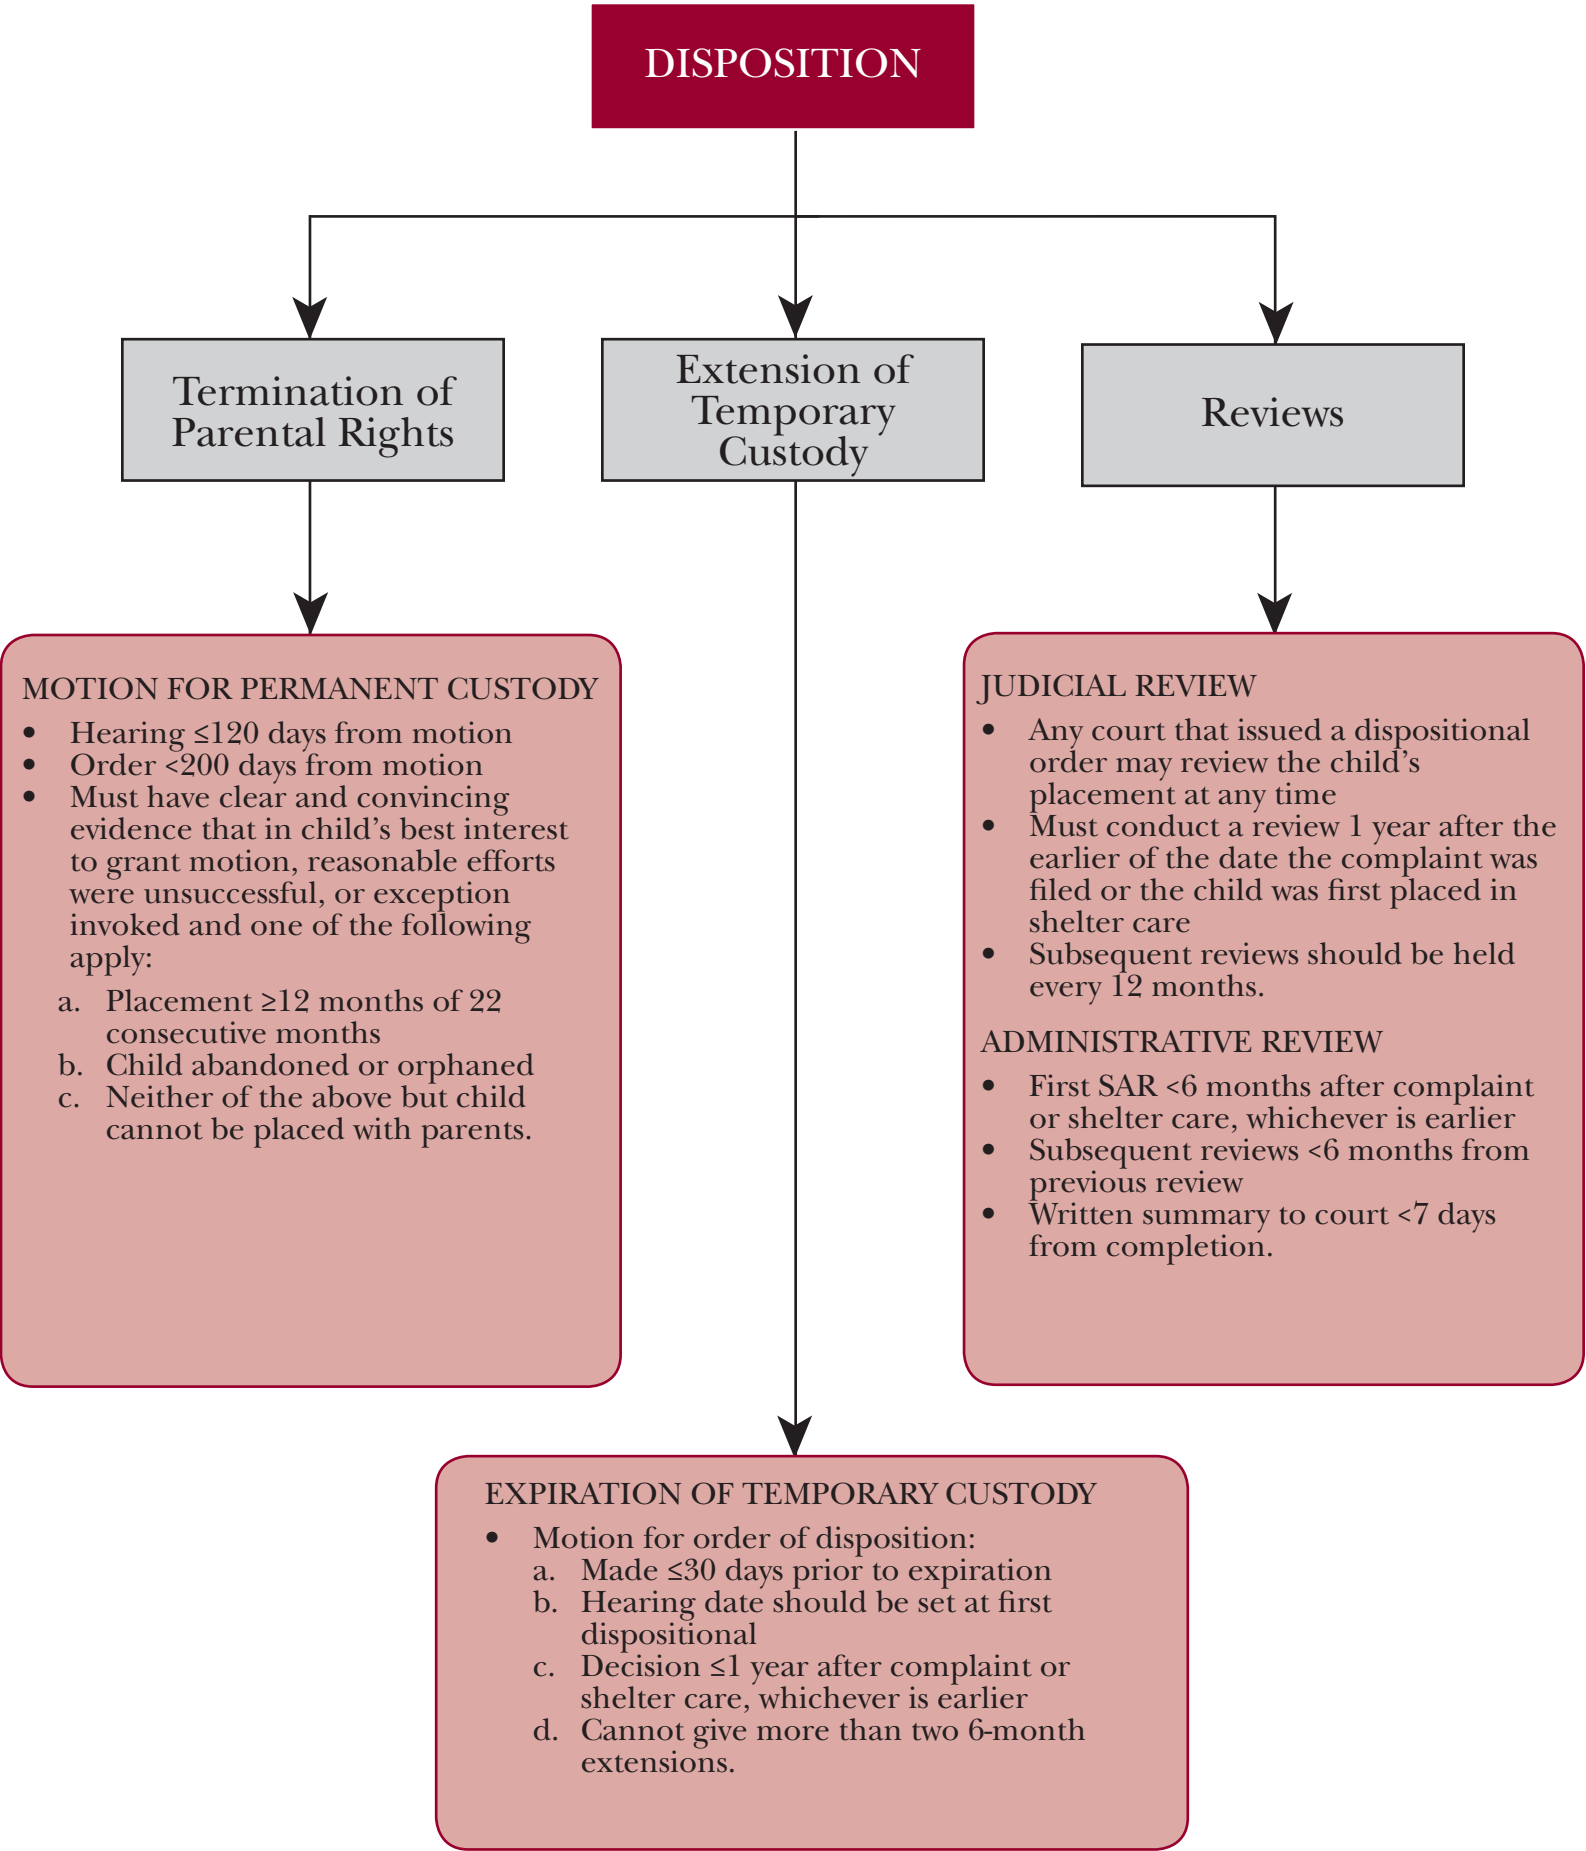 DISPOSITION
Termination of
Parental Rights
Extension of
Temporary
Custody
Reviews
MOTION FOR PERMANENT CUSTODY
• Hearing ≤120 days from motion
• Order <200 days from motion
• Must have clear and convincing
evidence that in child’s best interest
to grant motion, reasonable efforts
were unsuccessful, or exception
invoked and one of the following
apply:
a. Placement ≥12 months of 22
consecutive months
b. Child abandoned or orphaned
c. Neither of the above but child
cannot be placed with parents.
JUDICIAL REVIEW
• Any court that issued a dispositional
order may review the child’s
placement at any time
• Must conduct a review 1 year after the
earlier of the date the complaint was
filed or the child was first placed in
shelter care
• Subsequent reviews should be held
every 12 months.
ADMINISTRATIVE REVIEW
• First SAR <6 months after complaint
or shelter care, whichever is earlier
• Subsequent reviews <6 months from
previous review
• Written summary to court <7 days
from completion.
EXPIRATION OF TEMPORARY CUSTODY
• Motion for order of disposition:
a. Made ≤30 days prior to expiration
b. Hearing date should be set at first
dispositional
c. Decision ≤1 year after complaint or
shelter care, whichever is earlier
d. Cannot give more than two 6-month
extensions.